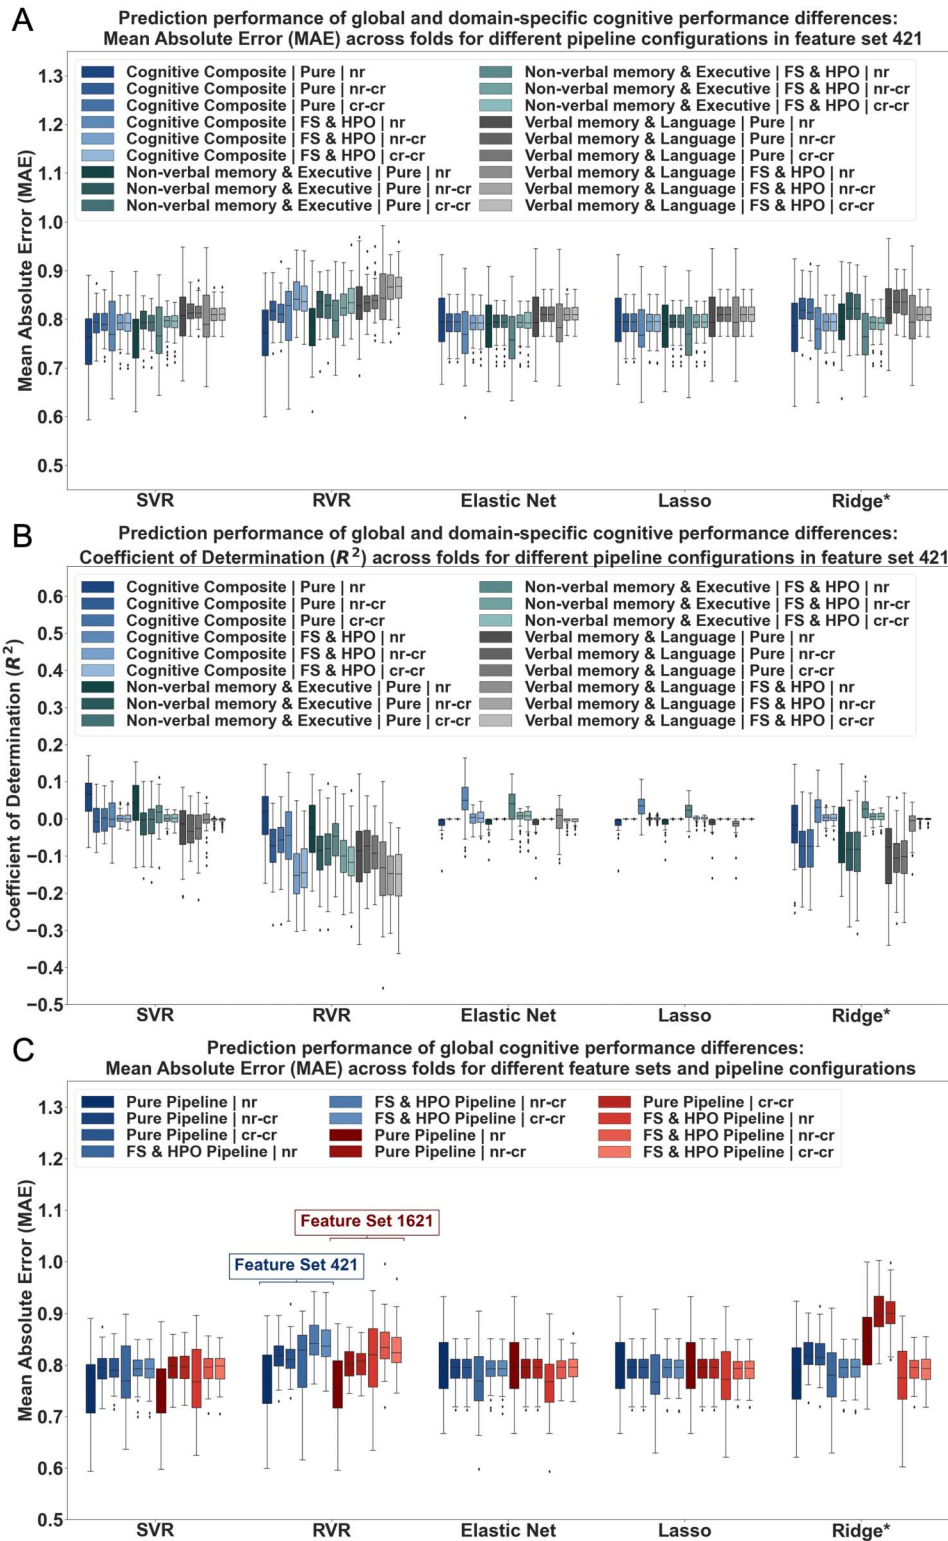 A
Prediction performance of global and domain-specific cognitive performance differences:
Mean Absolute Error (MAE) across folds for different pipeline configurations in feature set 421
Mean Absolute Error (MAE)
1.3
1.2
1.1
1.0
0.9
0.8
0.7
0.6
0.5
Cognitive Composite | Pure | nr
Cognitive Composite | Pure | nr-cr
Cognitive Composite | Pure | cr-cr
Cognitive Composite | FS & HPO | nr
Cognitive Composite | FS & HPO | nr-cr
Cognitive Composite | FS & HPO | cr-cr
Non-verbal memory & Executive | Pure | nr
Non-verbal memory & Executive | Pure | nr-cr
Non-verbal memory & Executive | Pure | cr-cr
Non-verbal memory & Executive | FS & HPO | nr
Non-verbal memory & Executive | FS & HPO | nr-cr
Non-verbal memory & Executive | FS & HPO | cr-cr
Verbal memory & Language | Pure | nr
Verbal memory & Language | Pure | nr-cr
Verbal memory & Language | Pure | cr-cr
Verbal memory & Language | FS & HPO | nr
Verbal memory & Language | FS & HPO | nr-cr
Verbal memory & Language | FS & HPO | cr-cr
SVR
RVR
Elastic Net
Lasso
Ridge*
B
Prediction performance of global and domain-specific cognitive performance differences:
Coefficient of Determination (R²) across folds for different pipeline configurations in feature set 421
Coefficient of Determination (R²)
0.6
0.5
0.4
0.3
0.2
0.1
0.0
−0.1
−0.2
−0.3
−0.4
−0.5
Cognitive Composite | Pure | nr
Cognitive Composite | Pure | nr-cr
Cognitive Composite | Pure | cr-cr
Cognitive Composite | FS & HPO | nr
Cognitive Composite | FS & HPO | nr-cr
Cognitive Composite | FS & HPO | cr-cr
Non-verbal memory & Executive | Pure | nr
Non-verbal memory & Executive | Pure | nr-cr
Non-verbal memory & Executive | Pure | cr-cr
Non-verbal memory & Executive | FS & HPO | nr
Non-verbal memory & Executive | FS & HPO | nr-cr
Non-verbal memory & Executive | FS & HPO | cr-cr
Verbal memory & Language | Pure | nr
Verbal memory & Language | Pure | nr-cr
Verbal memory & Language | Pure | cr-cr
Verbal memory & Language | FS & HPO | nr
Verbal memory & Language | FS & HPO | nr-cr
Verbal memory & Language | FS & HPO | cr-cr
SVR
RVR
Elastic Net
Lasso
Ridge*
C
Prediction performance of global cognitive performance differences:
Mean Absolute Error (MAE) across folds for different feature sets and pipeline configurations
Mean Absolute Error (MAE)
1.3
1.2
1.1
1.0
0.9
0.8
0.7
0.6
0.5
Pure Pipeline | nr
Pure Pipeline | nr-cr
Pure Pipeline | cr-cr
FS & HPO Pipeline | nr
FS & HPO Pipeline | nr-cr
FS & HPO Pipeline | cr-cr
Pure Pipeline | nr
Pure Pipeline | nr-cr
Pure Pipeline | cr-cr
FS & HPO Pipeline | nr
FS & HPO Pipeline | nr-cr
FS & HPO Pipeline | cr-cr
Feature Set 1621
Feature Set 421
SVR
RVR
Elastic Net
Lasso
Ridge*